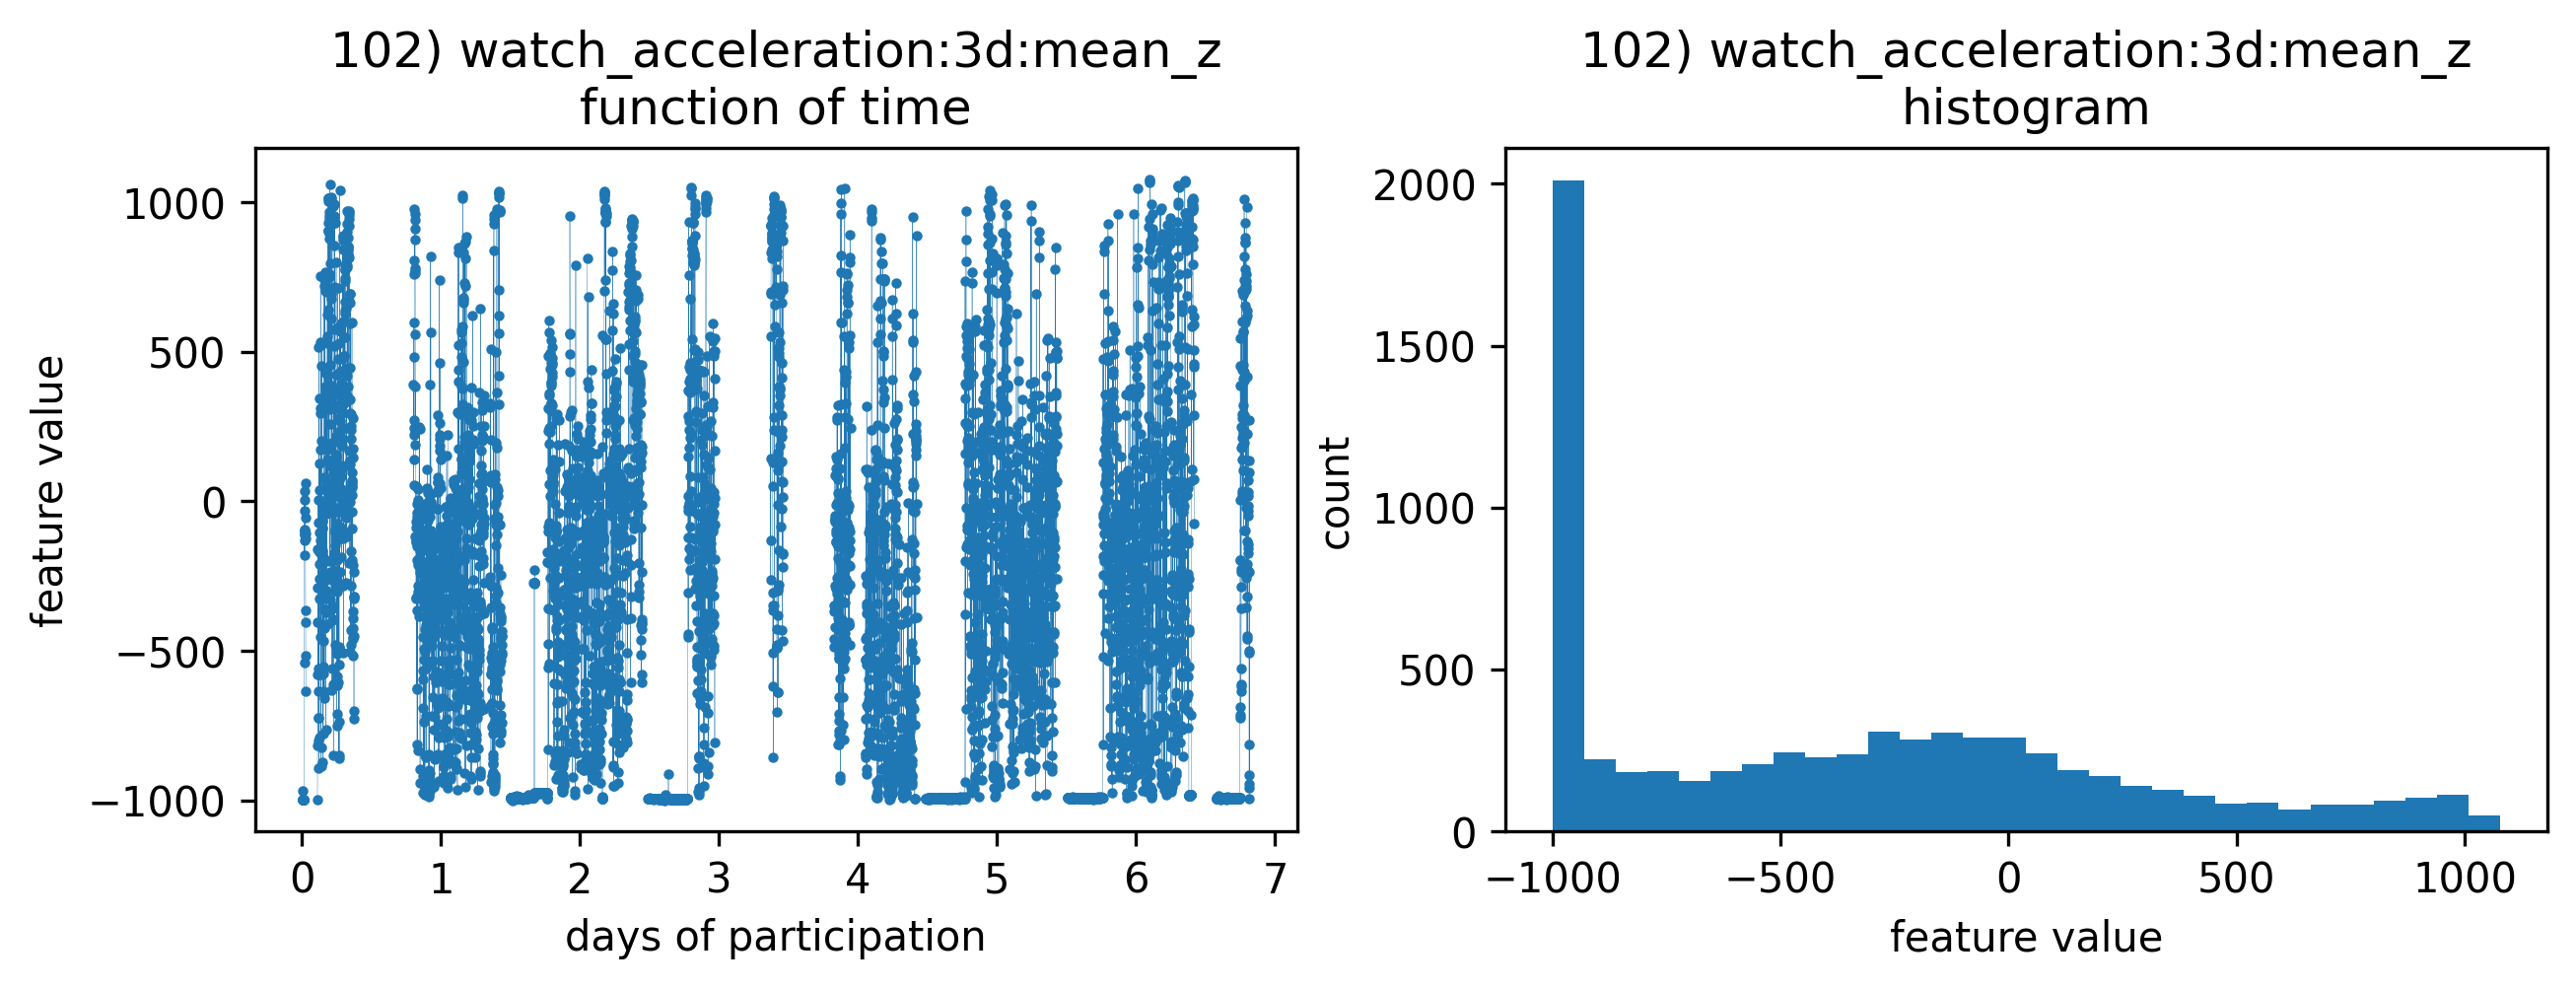 102) watch_acceleration:3d:mean_z
function of time
feature value
1000
500
0
−500
−1000
0 1 2 3 4 5 6 7
days of participation
102) watch_acceleration:3d:mean_z
histogram
count
2000
1500
1000
500
0
−1000 −500 0 500 1000
feature value